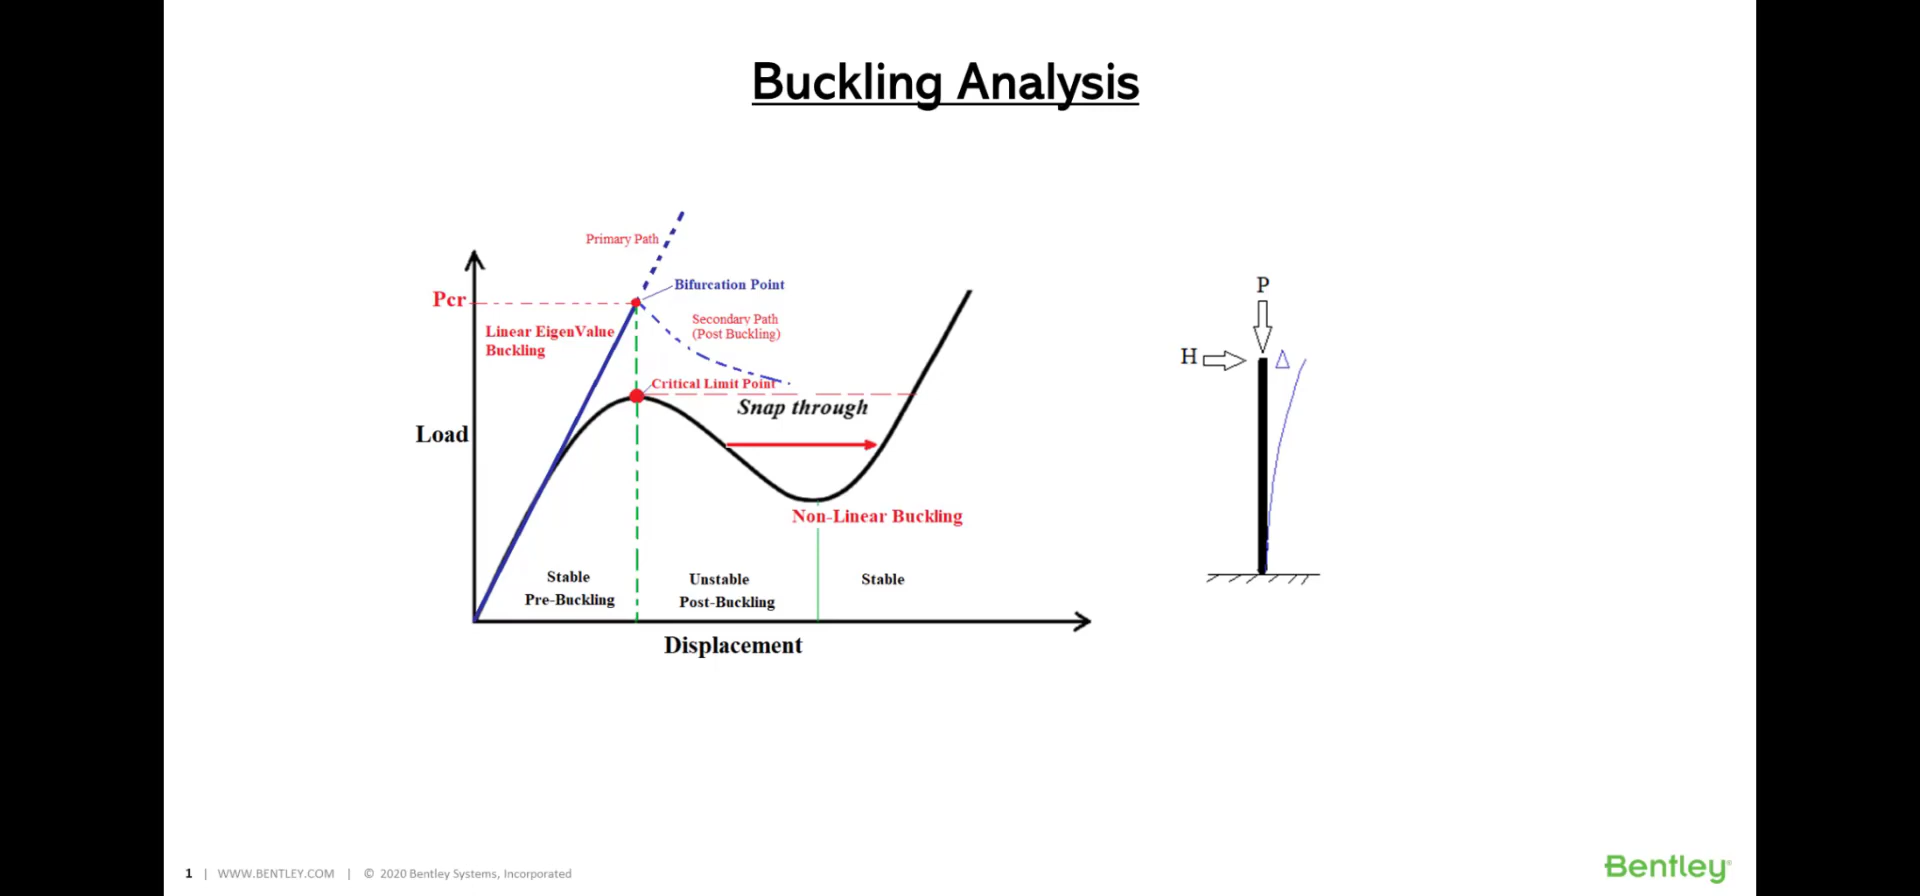 Buckling Analysis
Primary Path
Bifurcation Point
Pcr
Secondary Path
(Post Buckling)
Linear EigenValue
Buckling
Critical Limit Point
Snap through
Load
Non-Linear Buckling
Stable
Pre-Buckling
Unstable
Post-Buckling
Stable
Displacement
P
H
Δ
1 | WWW.BENTLEY.COM | © 2020 Bentley Systems, Incorporated
Bentley®